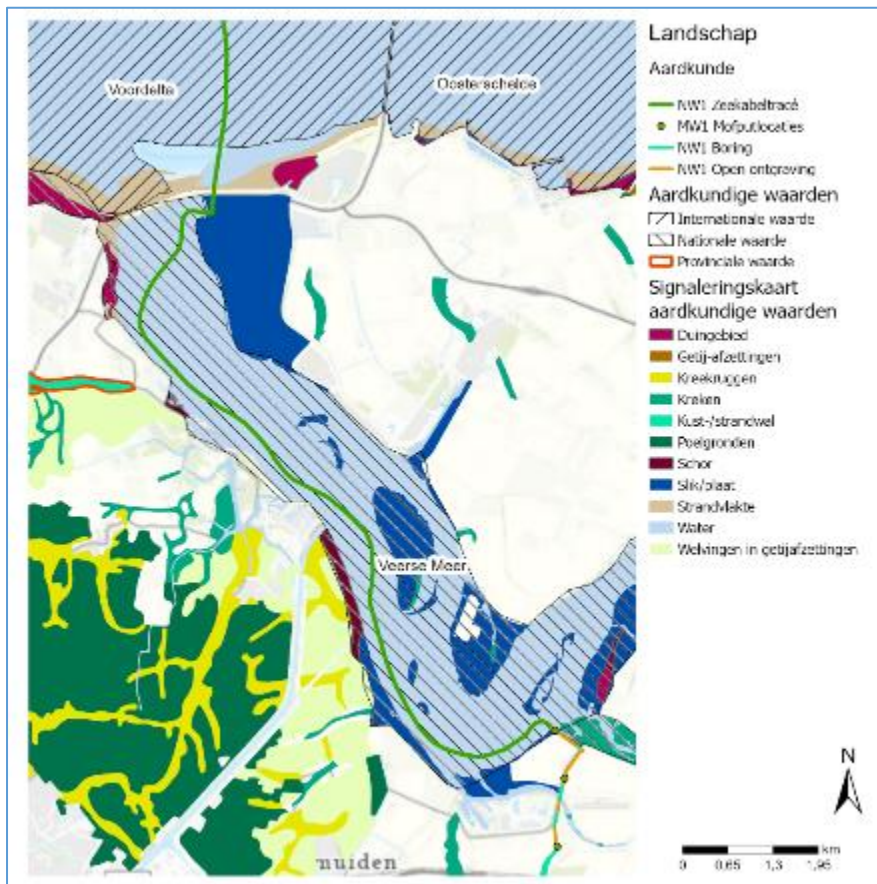 Voordelta
Oosterschelde
Veerse Meer
muiden
Landschap
Aardkunde
NW1 Zeekabeltracé
MW1 Mofputlocaties
NW1 Boring
NW1 Open ontgraving
Aardkundige waarden
Internationale waarde
Nationale waarde
Provinciale waarde
Signaleringskaart
aardkundige waarden
Duingebied
Getij-afzettingen
Kreekruggen
Kreken
Kust-/strandwal
Poelgronden
Schor
Slik/plaat
Strandvlakte
Water
Welvingen in getijafzettingen
N
km
0 0,65 1,3 1,95